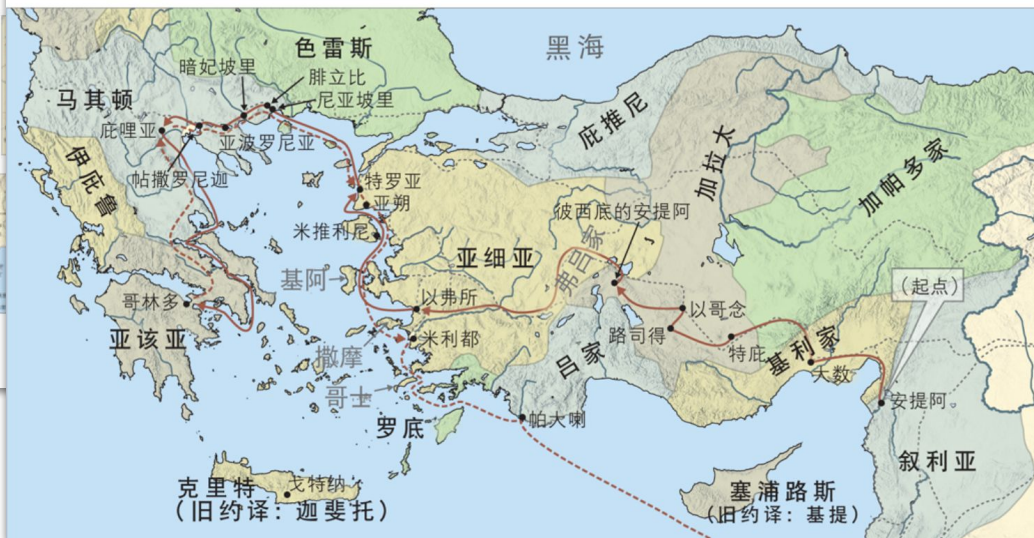 黑海
色雷斯
暗妃坡里
腓立比
尼亚坡里
马其顿
庇哩亚
亚波罗尼亚
帖撒罗尼迦
伊庇鲁
庇推尼
加拉太
加帕多家
特罗亚
亚朔
米推利尼
彼西底的安提阿
亚细亚
弗吕家
基阿
以弗所
哥林多
亚该亚
米利都
撒摩
哥士
以哥念
路司得
特庇
吕家
基利家
大数
（起点）
安提阿
罗底
帕大喇
叙利亚
克里特
（旧约译：迦斐托）
戈特纳
塞浦路斯
（旧约译：基提）